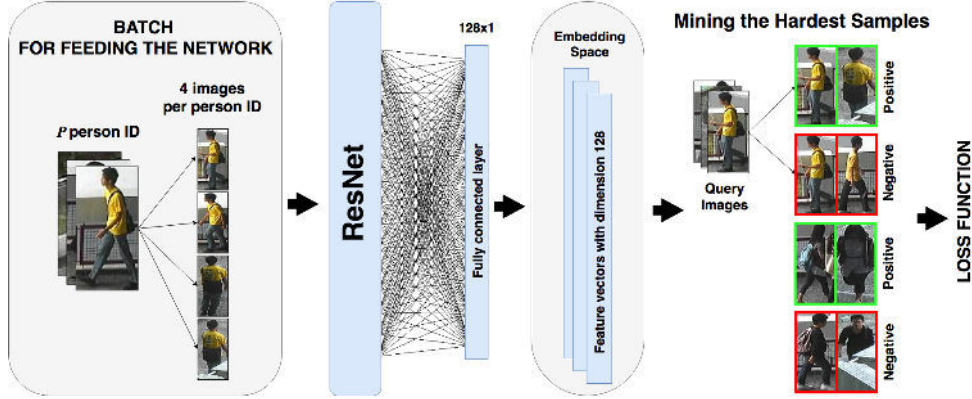 BATCH
FOR FEEDING THE NETWORK
4 images
per person ID
P person ID
ResNet
128x1
Fully connected layer
Embedding
Space
Feature vectors with dimension 128
Mining the Hardest Samples
Query
Images
Positive
Negative
Positive
Negative
LOSS FUNCTION